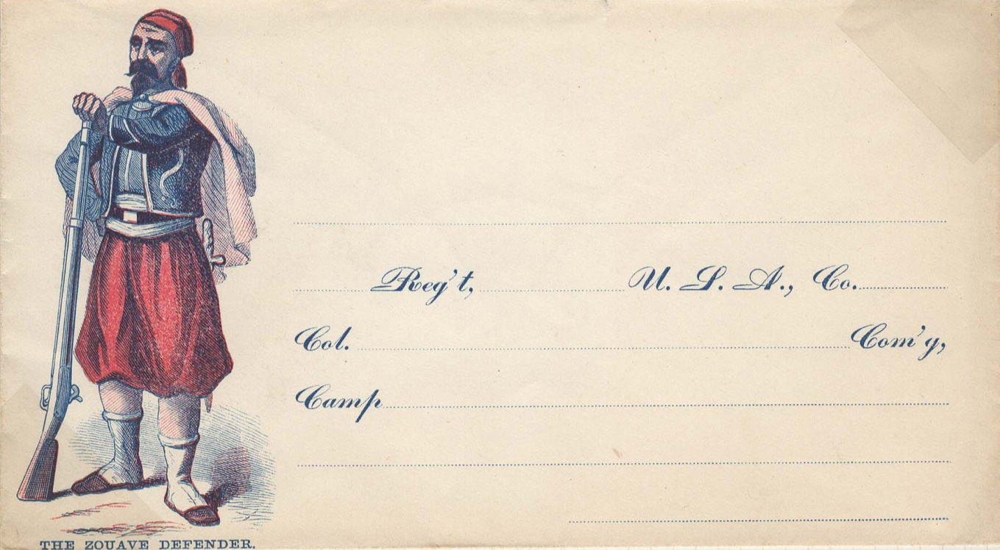 Reg't, U. S. A., Co.
Col. Com'g,
Camp
THE ZOUAVE DEFENDER.